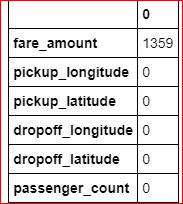 0
fare_amount 1359
pickup_longitude 0
pickup_latitude 0
dropoff_longitude 0
dropoff_latitude 0
passenger_count 0